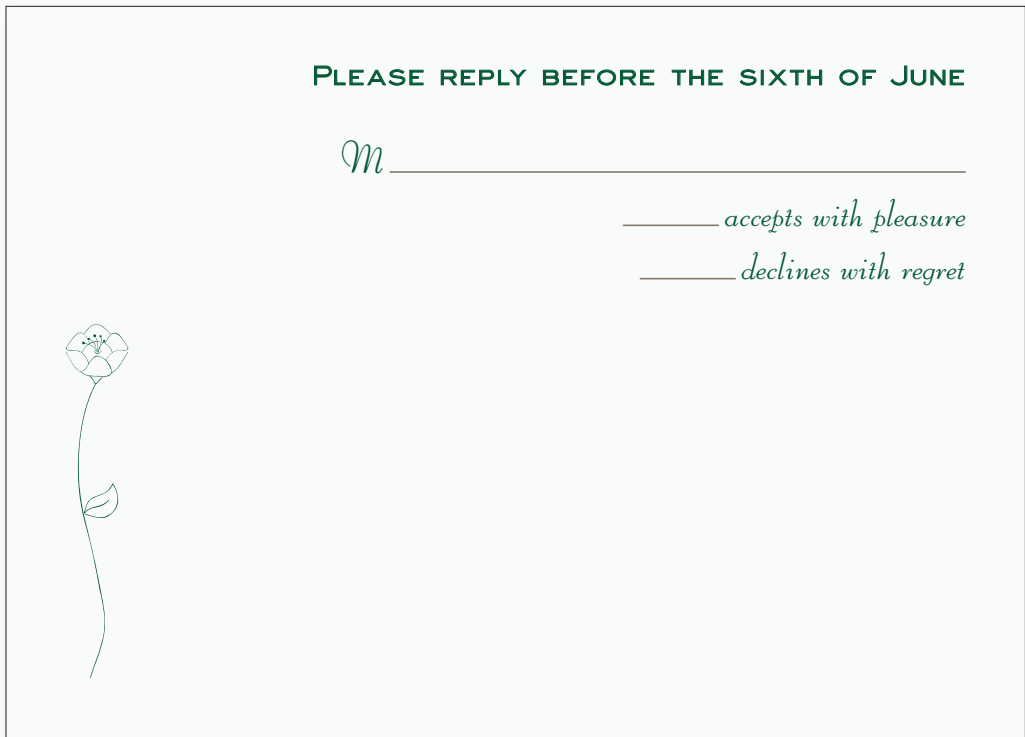 Please reply before the sixth of June
M
accepts with pleasure
declines with regret